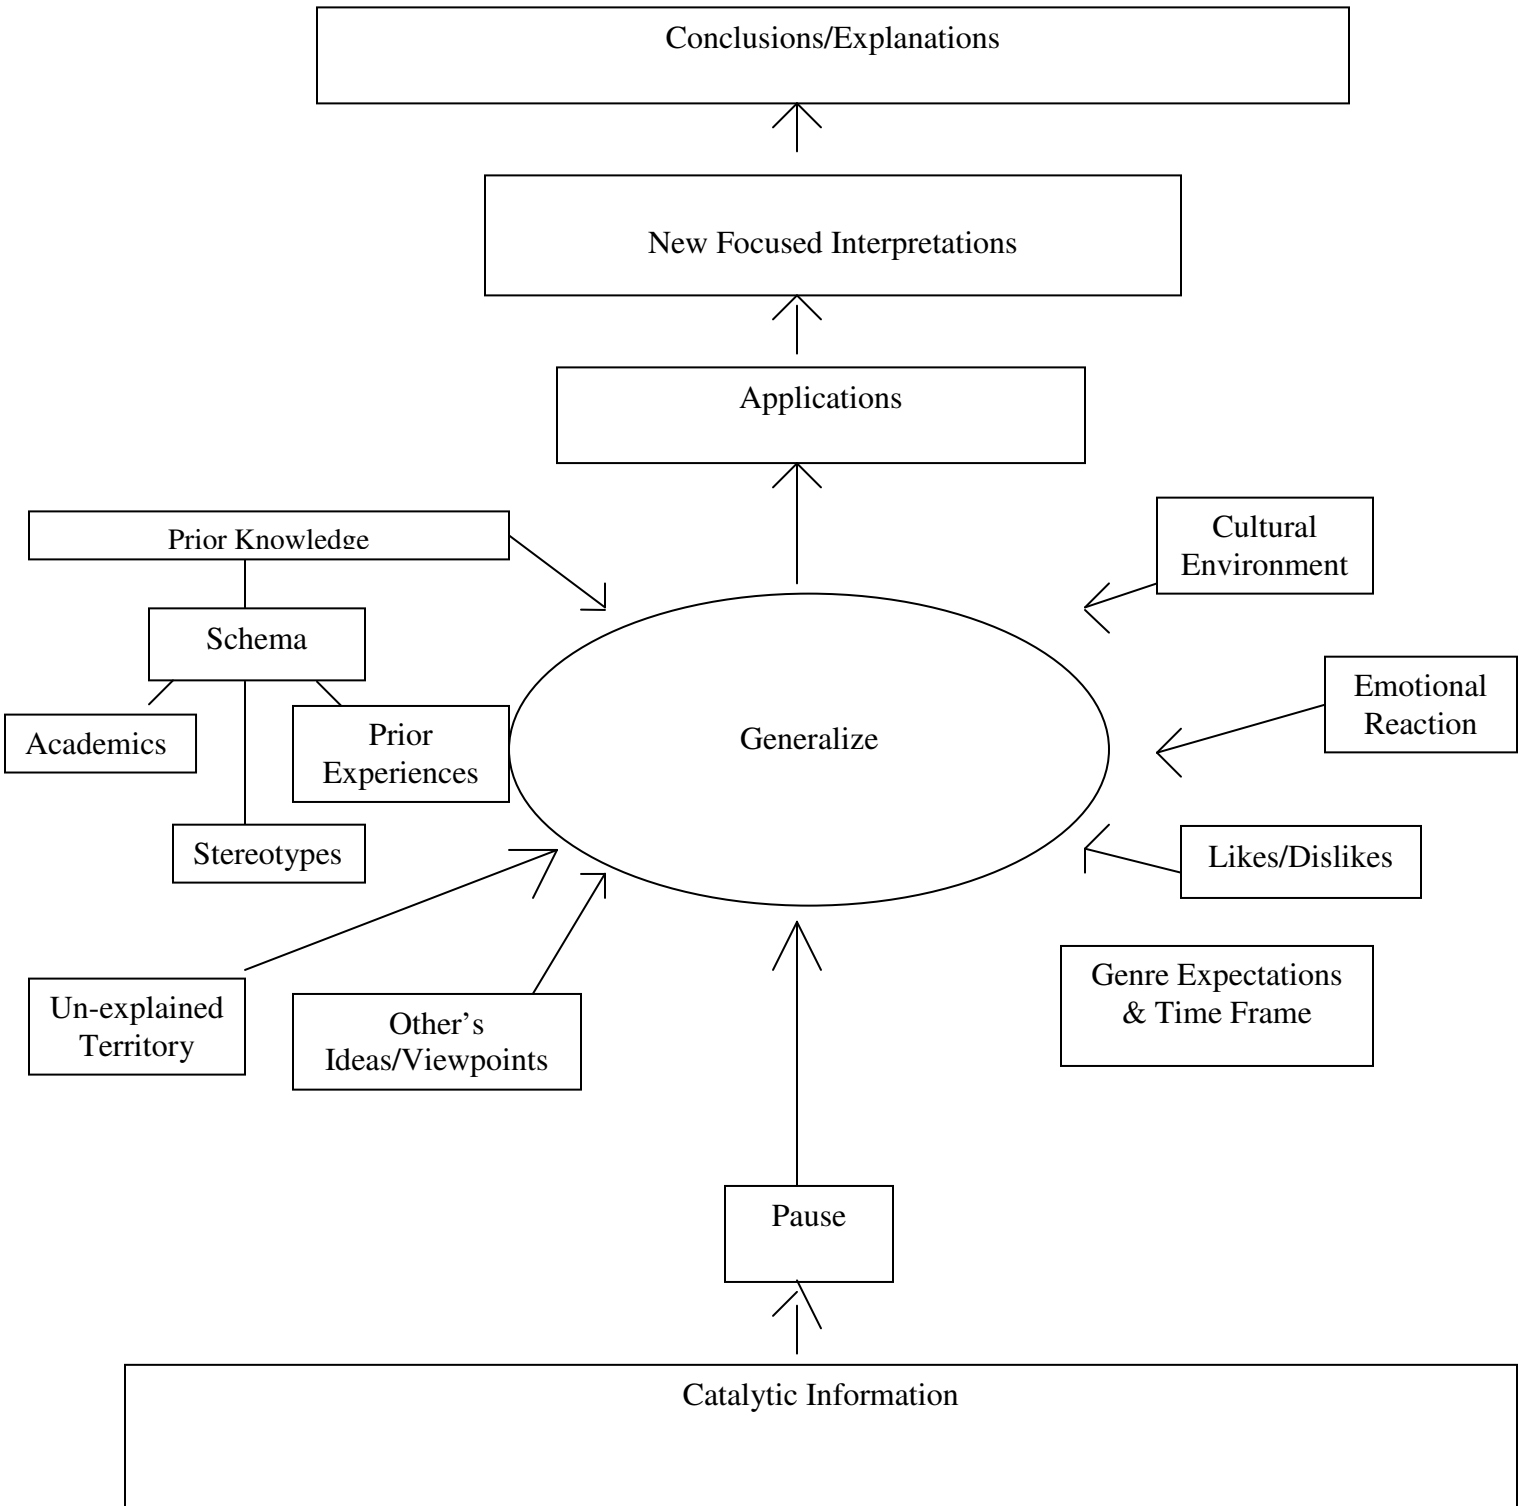 Conclusions/Explanations
New Focused Interpretations
Applications
Prior Knowledge
Cultural
Environment
Schema
Emotional
Reaction
Academics
Prior
Experiences
Generalize
Stereotypes
Likes/Dislikes
Genre Expectations
& Time Frame
Un-explained
Territory
Other’s
Ideas/Viewpoints
Pause
Catalytic Information